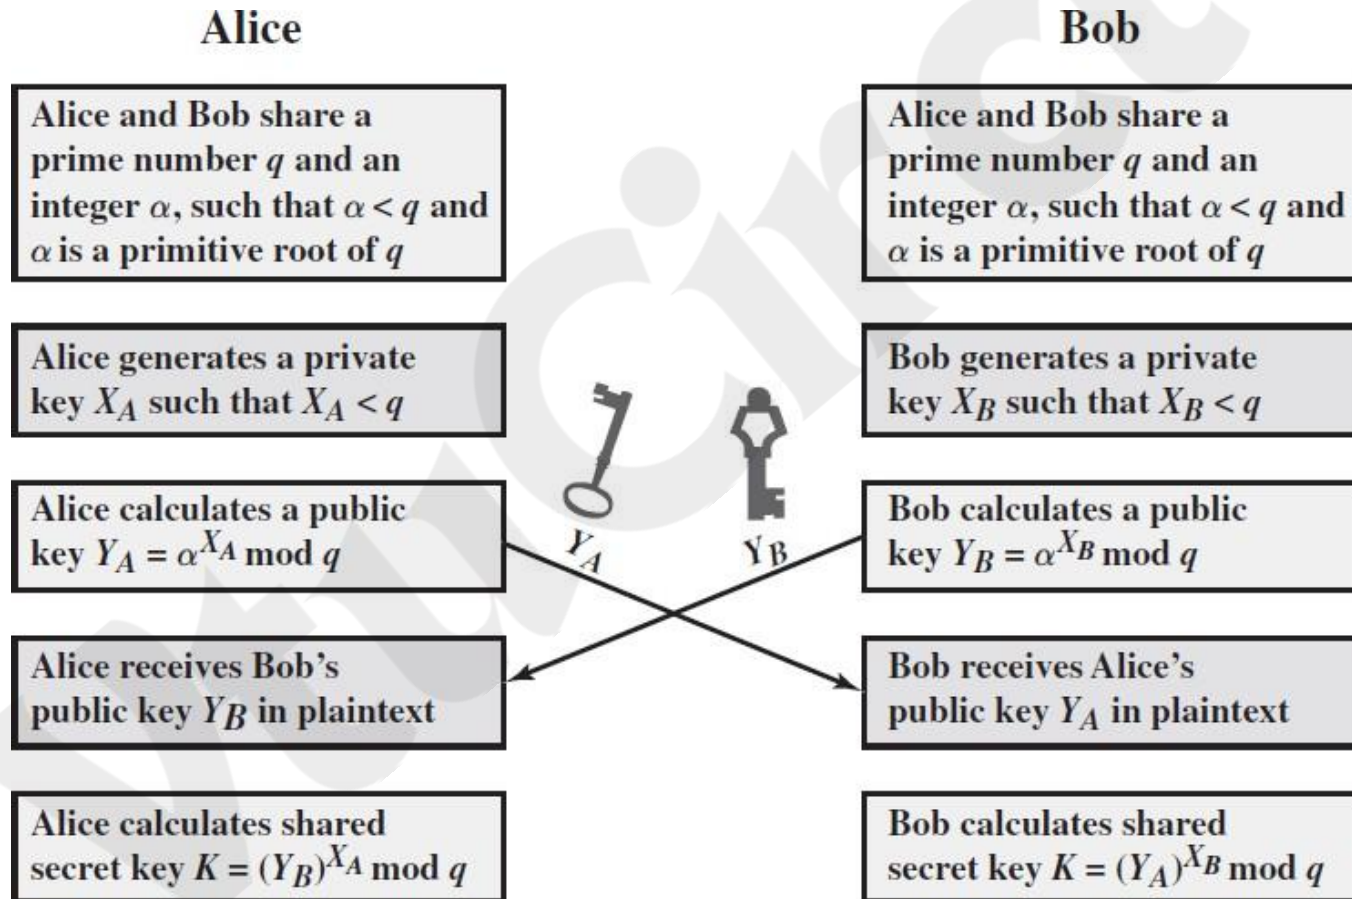 Alice
Bob
Alice and Bob share a
prime number q and an
integer α, such that α < q and
α is a primitive root of q
Alice and Bob share a
prime number q and an
integer α, such that α < q and
α is a primitive root of q
Alice generates a private
key X_A such that X_A < q
Bob generates a private
key X_B such that X_B < q
Alice calculates a public
key Y_A = α^{X_A} mod q
Y_A
Y_B
Bob calculates a public
key Y_B = α^{X_B} mod q
Alice receives Bob’s
public key Y_B in plaintext
Bob receives Alice’s
public key Y_A in plaintext
Alice calculates shared
secret key K = (Y_B)^{X_A} mod q
Bob calculates shared
secret key K = (Y_A)^{X_B} mod q